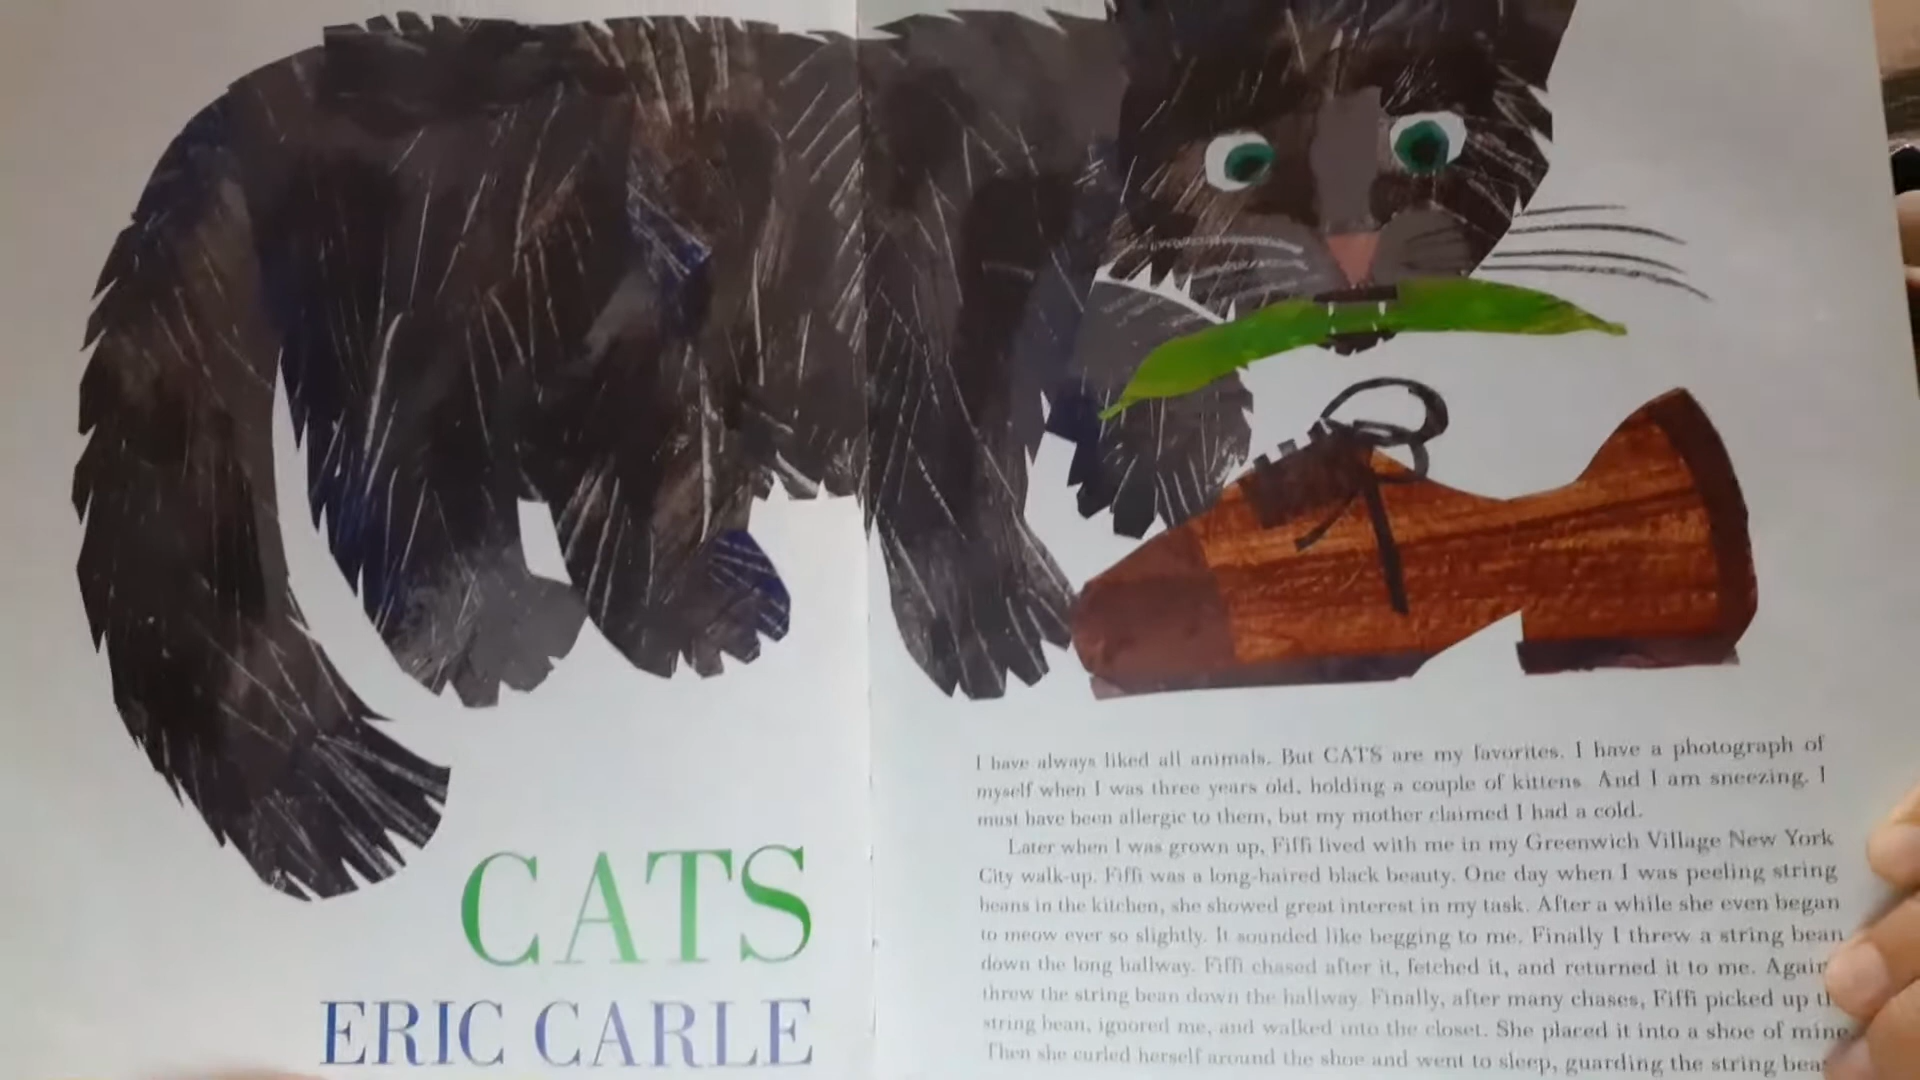 CATS
ERIC CARLE
I have always liked all animals. But CATS are my favorites. I have a photograph of
myself when I was three years old, holding a couple of kittens. And I am sneezing. I
must have been allergic to them, but my mother claimed I had a cold.
Later when I was grown up, Fiffi lived with me in my Greenwich Village New York
City walk-up. Fiffi was a long-haired black beauty. One day when I was peeling string
beans in the kitchen, she showed great interest in my task. After a while she even began
to meow ever so slightly. It sounded like begging to me. Finally I threw a string bean
down the long hallway. Fiffi chased after it, fetched it, and returned it to me. Again
threw the string bean down the hallway. Finally, after many chases, Fiffi picked up
string bean, ignored me, and walked into the closet. She placed it into a shoe of mine
Then she curled herself around the shoe and went to sleep, guarding the string